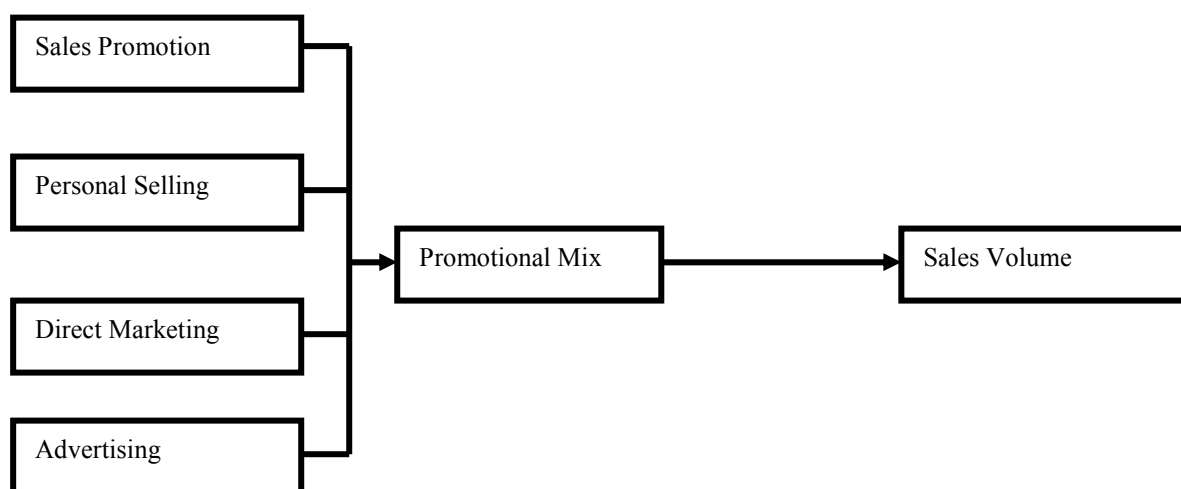 Sales Promotion
Personal Selling
Promotional Mix
Sales Volume
Direct Marketing
Advertising